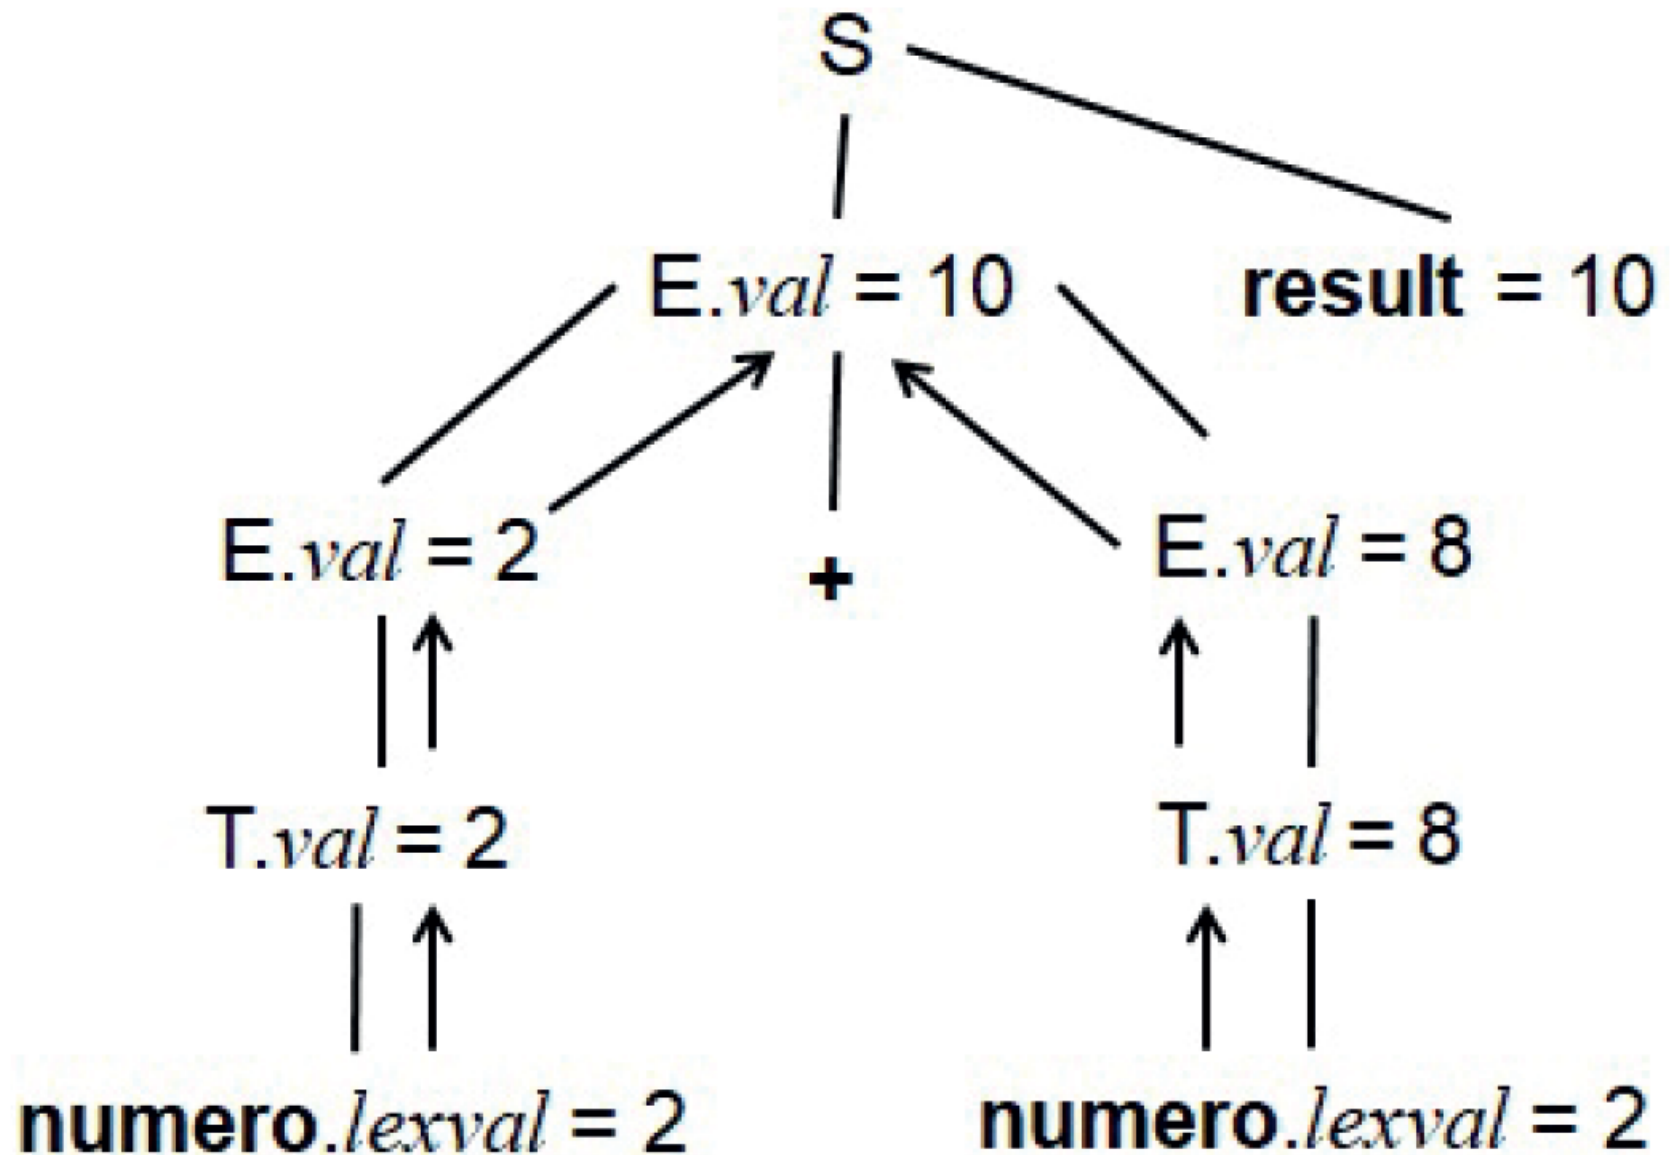 S
E.val = 10
result = 10
E.val = 2
+
E.val = 8
T.val = 2
T.val = 8
numero.lexval = 2
numero.lexval = 2